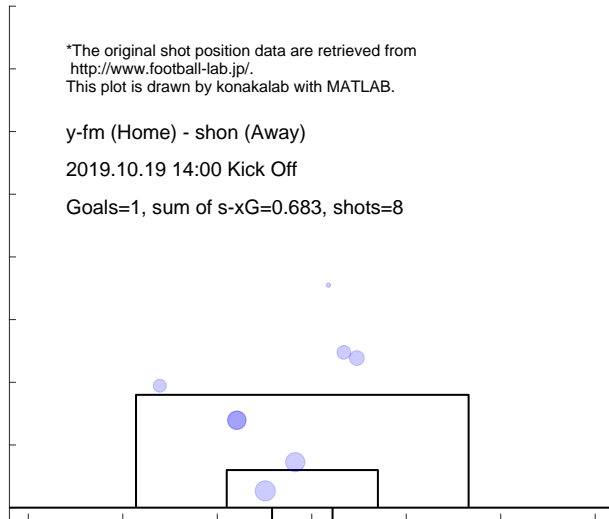 *The original shot position data are retrieved from
http://www.football-lab.jp/.
This plot is drawn by konakalab with MATLAB.
y-fm (Home) - shon (Away)
2019.10.19 14:00 Kick Off
Goals=1, sum of s-xG=0.683, shots=8